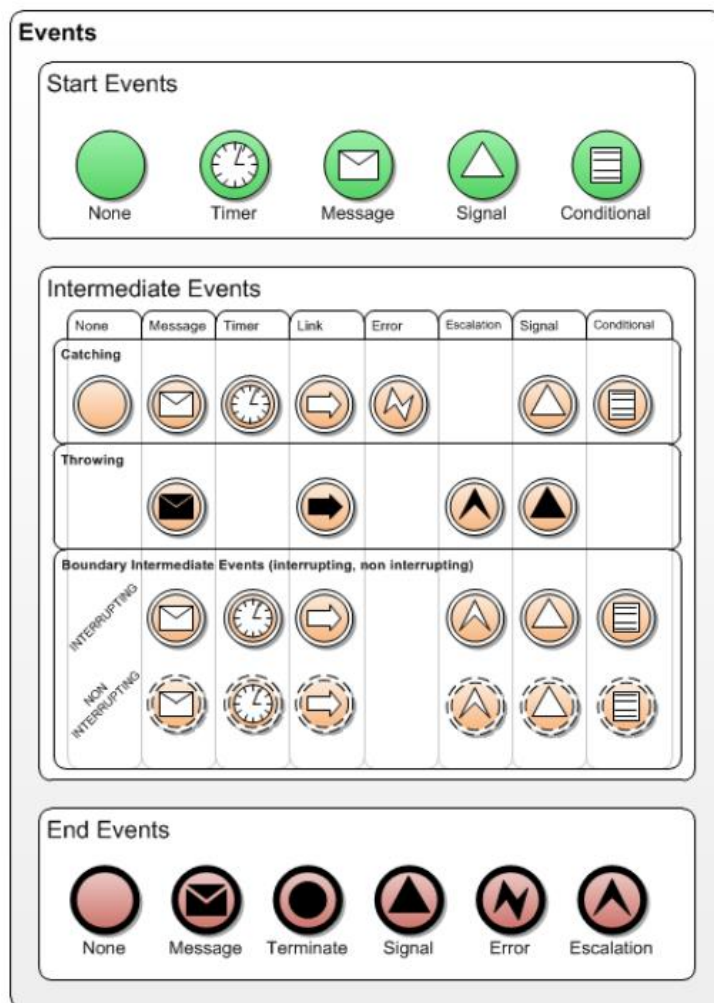 Events
Start Events
None Timer Message Signal Conditional
Intermediate Events
None Message Timer Link Error Escalation Signal Conditional
Catching
Throwing
Boundary Intermediate Events (interrupting, non interrupting)
INTERRUPTING
NON
INTERRUPTING
End Events
None Message Terminate Signal Error Escalation